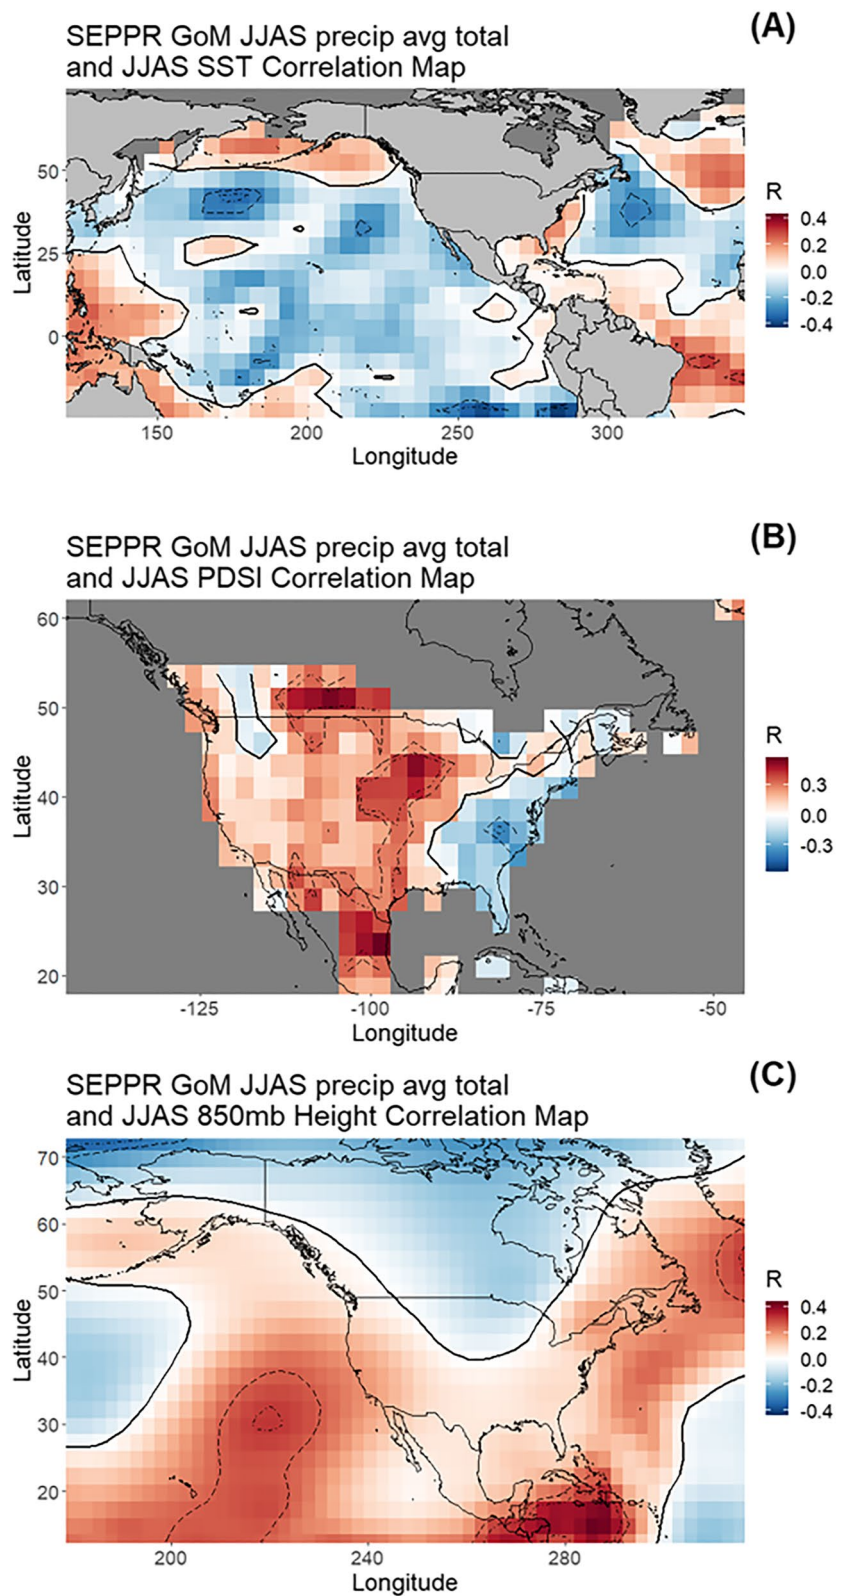 (A)
SEPPR GoM JJAS precip avg total
and JJAS SST Correlation Map
50
25
0
Latitude
150
200
250
300
Longitude
R
0.4
0.2
0.0
-0.2
-0.4
(B)
SEPPR GoM JJAS precip avg total
and JJAS PDSI Correlation Map
60
50
40
30
20
Latitude
-125
-100
-75
-50
Longitude
R
0.3
0.0
-0.3
(C)
SEPPR GoM JJAS precip avg total
and JJAS 850mb Height Correlation Map
70
60
50
40
30
20
Latitude
200
240
280
Longitude
R
0.4
0.2
0.0
-0.2
-0.4